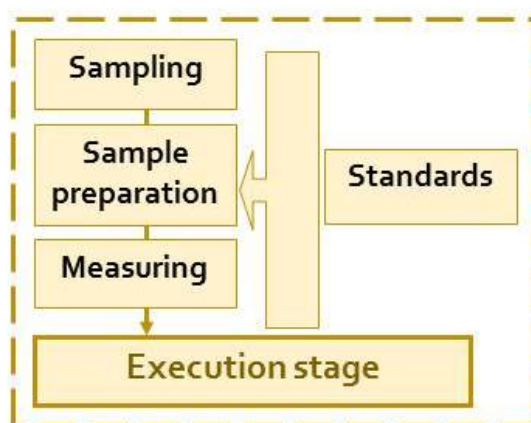 Sampling
Sample
preparation
Standards
Measuring
Execution stage